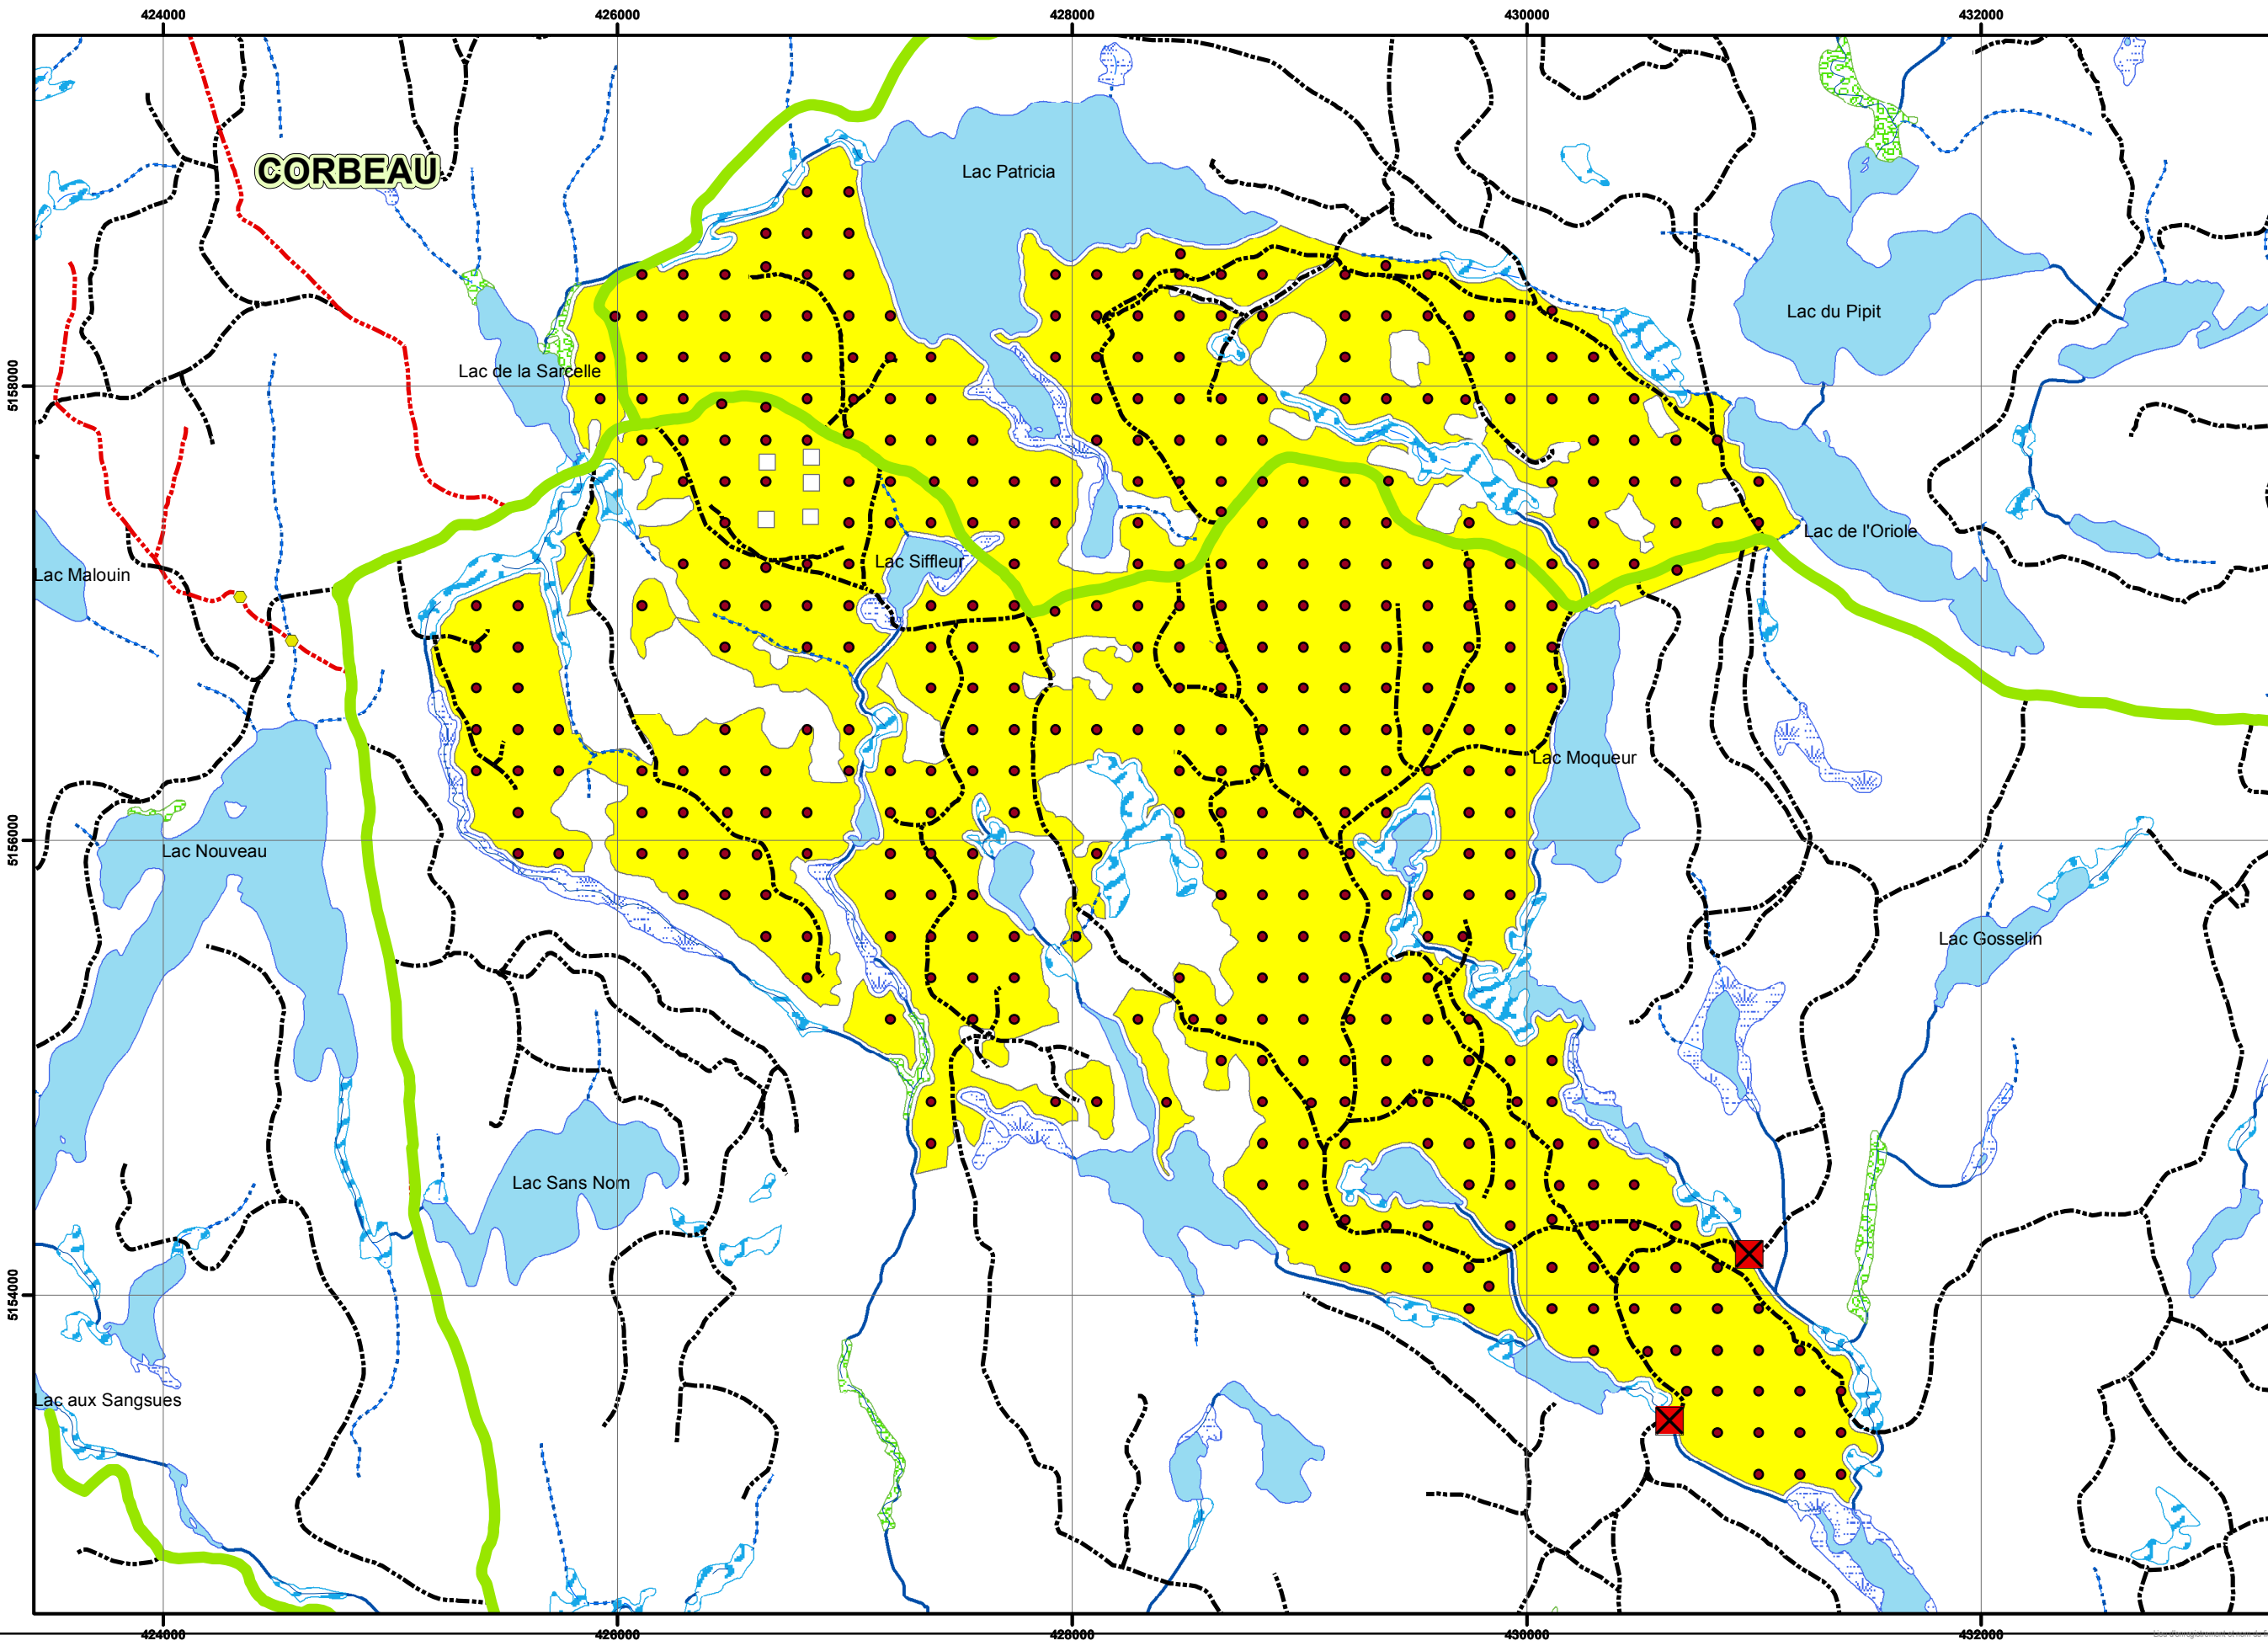 424000 426000 428000 430000 432000
CORBEAU
Lac Patricia
Lac du Pipit
Lac de la Sarcelle
5158000
Lac de l'Oriole
Lac Siffleur
Lac Malouin
Lac Moqueur
5156000
Lac Nouveau
Lac Gosselin
Lac Sans Nom
5154000
Lac aux Sangsues
424000 426000 428000 430000 432000